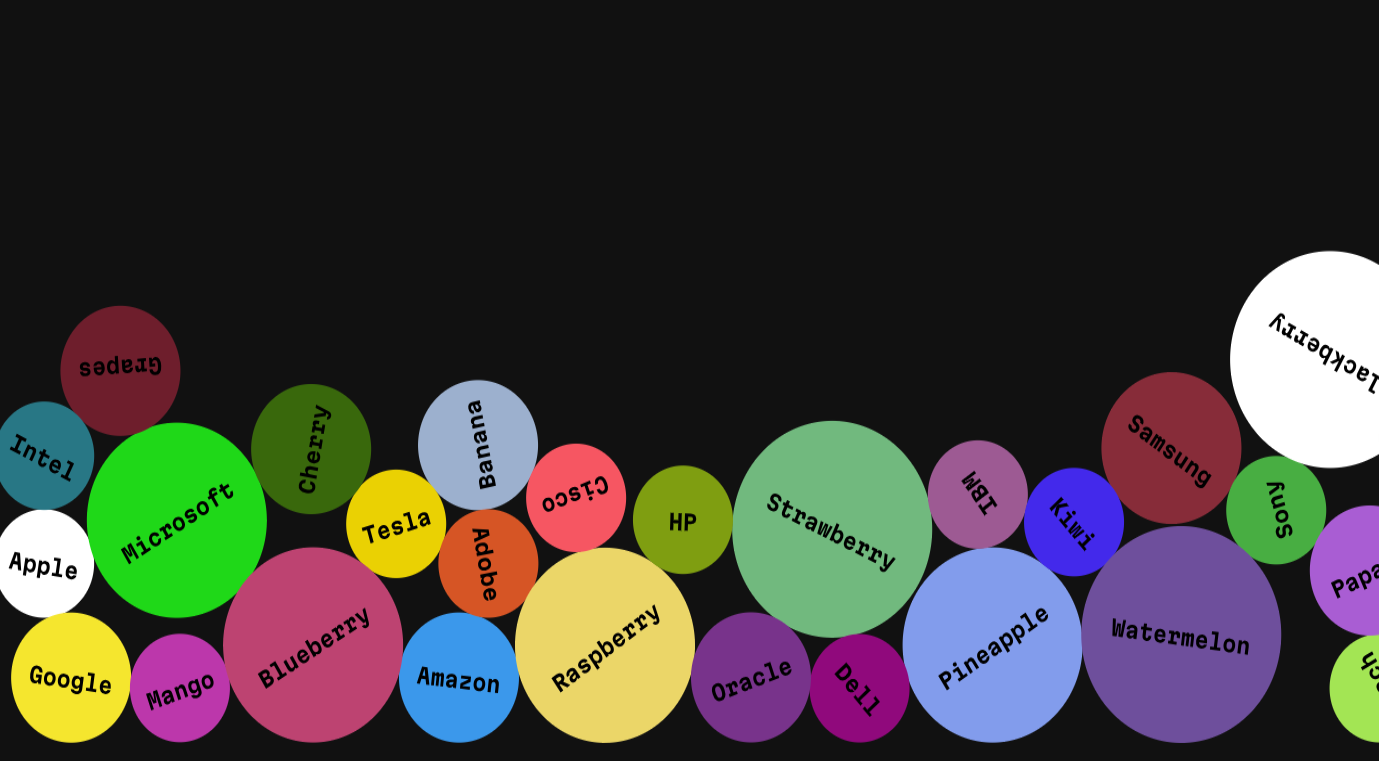 lackberry
Grapes
Cherry
Banana
Intel
Samsung
Cisco
IBM
Sony
Microsoft
Tesla
HP
Kiwi
Strawberry
Apple
Adobe
Papa
Google
Mango
Blueberry
Amazon
Raspberry
Oracle
Dell
Pineapple
Watermelon
ch